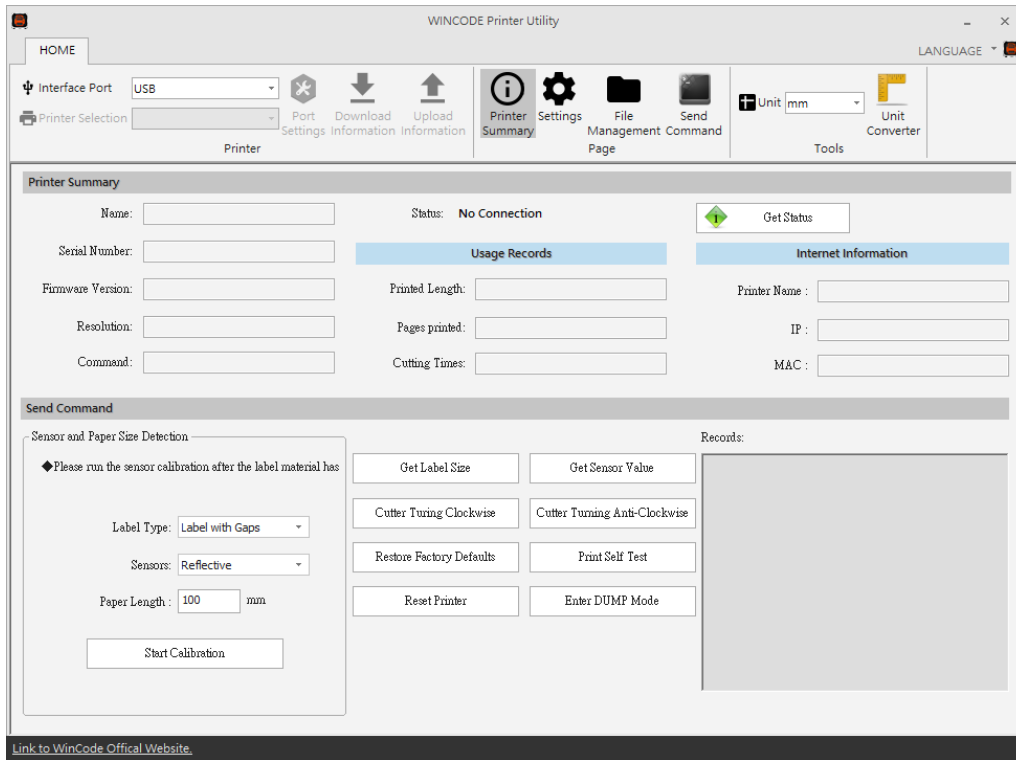 WINCODE Printer Utility
HOME
LANGUAGE
Interface Port USB
Printer Selection
Port Settings
Download Information
Upload Information
Printer
Printer Summary
Settings
File Management
Send Command
Page
Unit mm
Unit Converter
Tools
Printer Summary
Name:
Serial Number:
Firmware Version:
Resolution:
Command:
Status: No Connection
Usage Records
Printed Length:
Pages printed:
Cutting Times:
Get Status
Internet Information
Printer Name :
IP :
MAC :
Send Command
Sensor and Paper Size Detection
◆Please run the sensor calibration after the label material has
Label Type: Label with Gaps
Sensors: Reflective
Paper Length : 100 mm
Start Calibration
Get Label Size
Get Sensor Value
Cutter Turing Clockwise
Cutter Turning Anti-Clockwise
Restore Factory Defaults
Print Self Test
Reset Printer
Enter DUMP Mode
Records:
Link to WinCode Offical Website.